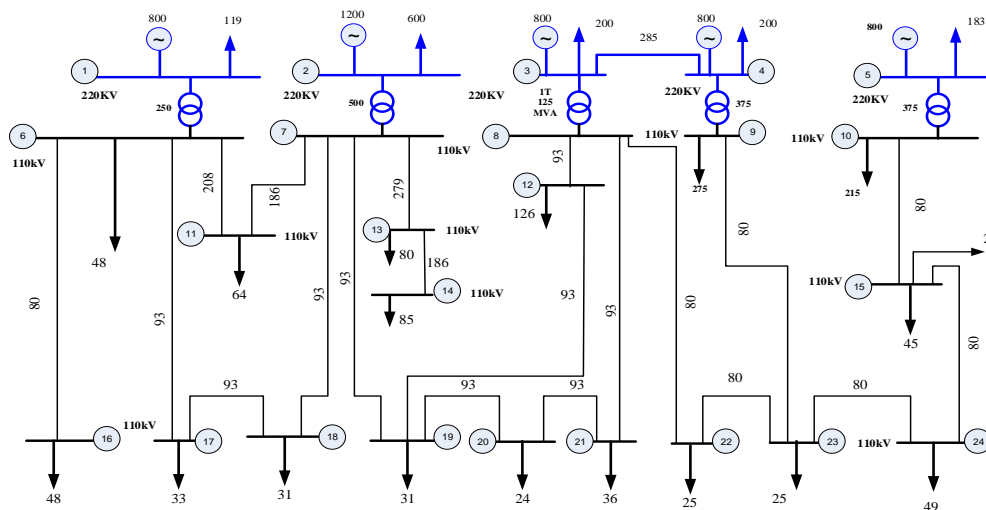 800 119 1200 600 800 200 285 800 200 800 183
~ ~ ~ ~ ~
1 2 3 4 5
220KV 220KV 220KV 1T 125 MVA 220KV 220KV
250 500 375 375
6 7 8 9 10
110kV 110kV 110kV 110kV
208 186 279 93 275 215 80
12
126
11 110kV 13 110kV
48 64 80 186 80
14 110kV
85
15 110kV 2
45
80 93 93 93 93 93 80 80
93 93 93 80 80
110kV
16 17 18 19 20 21 22 23 110kV 24
48 33 31 31 24 36 25 25 49